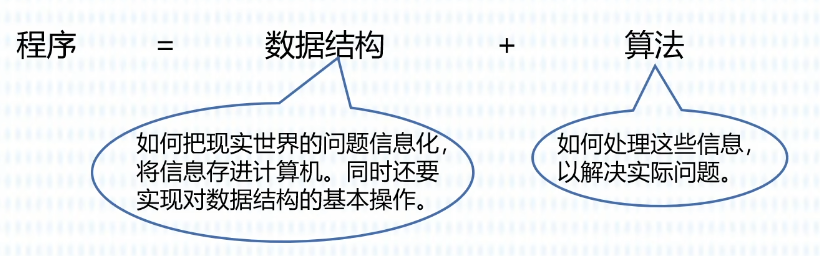 程序 = 数据结构 + 算法
如何把现实世界的问题信息化，
将信息存进计算机。同时还要
实现对数据结构的基本操作。
如何处理这些信息，
以解决实际问题。